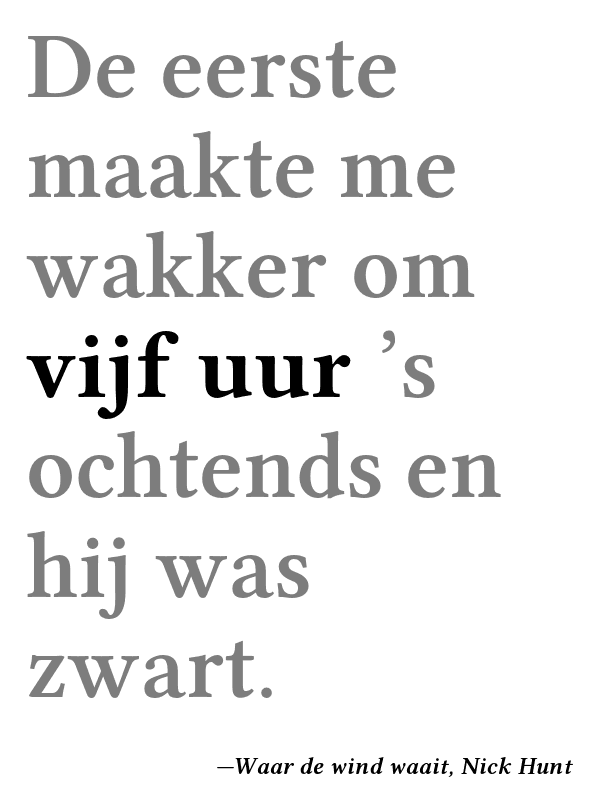 De eerste
maakte me
wakker om
vijf uur ’s
ochtends en
hij was
zwart.
—Waar de wind waait, Nick Hunt